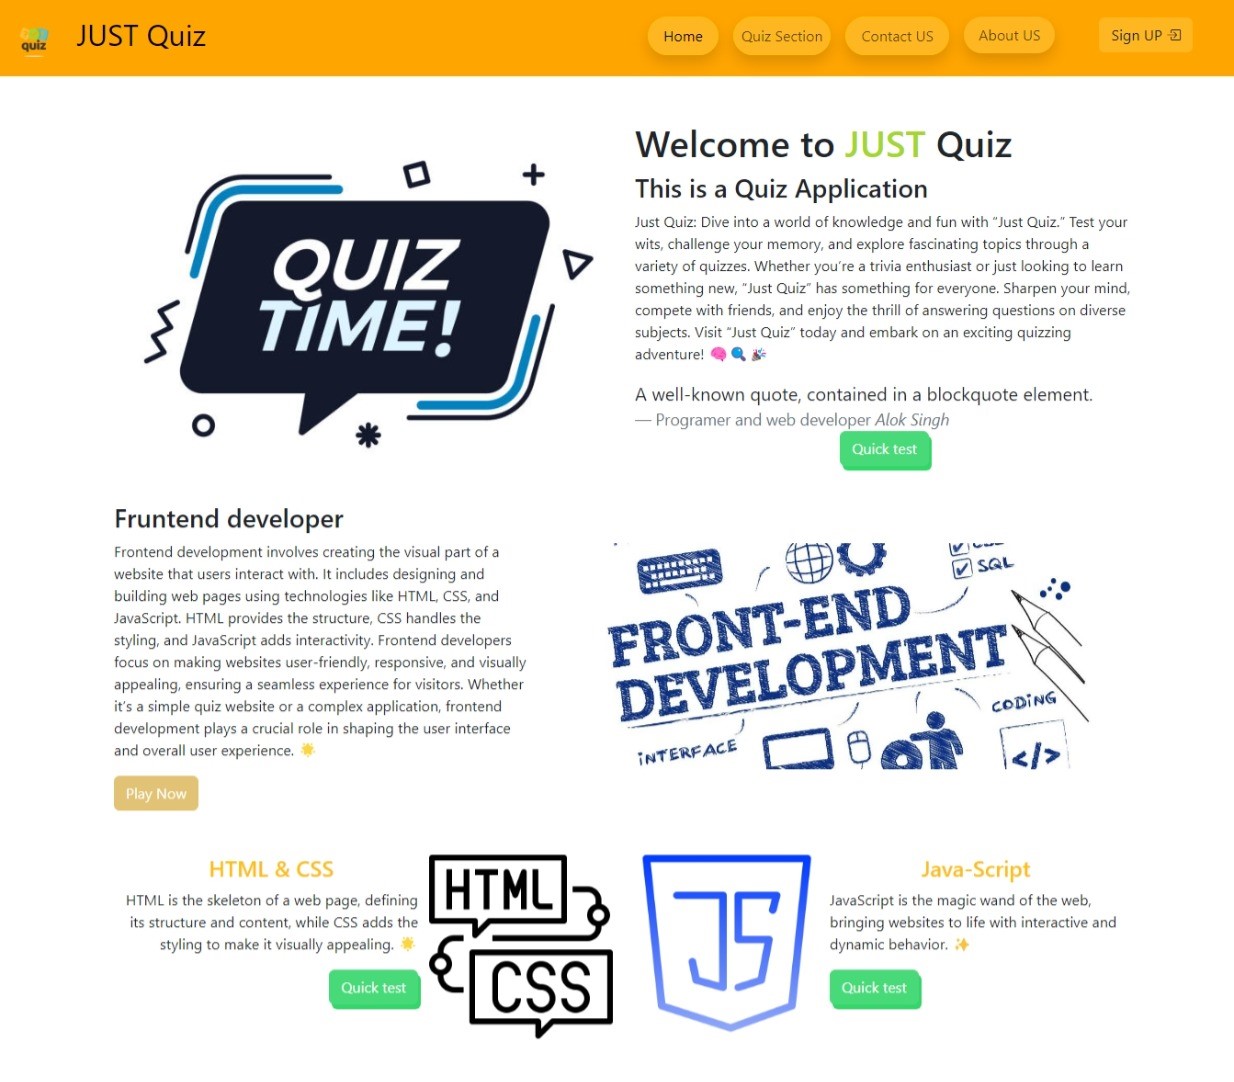 quiz
JUST Quiz
Home
Quiz Section
Contact US
About US
Sign UP
QUIZ
TIME!
Welcome to JUST Quiz
This is a Quiz Application
Just Quiz: Dive into a world of knowledge and fun with “Just Quiz.” Test your
wits, challenge your memory, and explore fascinating topics through a
variety of quizzes. Whether you’re a trivia enthusiast or just looking to learn
something new, “Just Quiz” has something for everyone. Sharpen your mind,
compete with friends, and enjoy the thrill of answering questions on diverse
subjects. Visit “Just Quiz” today and embark on an exciting quizzing
adventure! 🧠🔍🎉
A well-known quote, contained in a blockquote element.
— Programer and web developer Alok Singh
Quick test
Fruntend developer
Frontend development involves creating the visual part of a
website that users interact with. It includes designing and
building web pages using technologies like HTML, CSS, and
JavaScript. HTML provides the structure, CSS handles the
styling, and JavaScript adds interactivity. Frontend developers
focus on making websites user-friendly, responsive, and visually
appealing, ensuring a seamless experience for visitors. Whether
it’s a simple quiz website or a complex application, frontend
development plays a crucial role in shaping the user interface
and overall user experience. 🌟
Play Now
SQL
FRONT-END
DEVELOPMENT
CODiNG
iNTERFACE
</>
HTML & CSS
HTML is the skeleton of a web page, defining
its structure and content, while CSS adds the
styling to make it visually appealing. 🌟
Quick test
HTML
CSS
JS
Java-Script
JavaScript is the magic wand of the web,
bringing websites to life with interactive and
dynamic behavior. ✨
Quick test